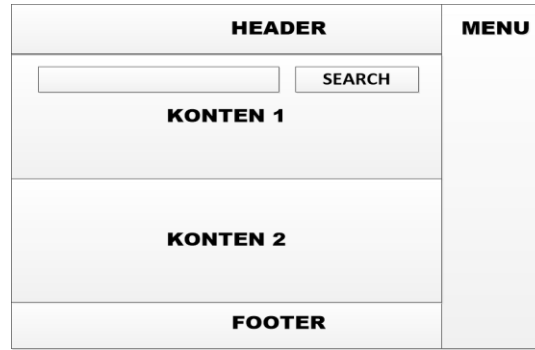 HEADER
MENU
SEARCH
KONTEN 1
KONTEN 2
FOOTER